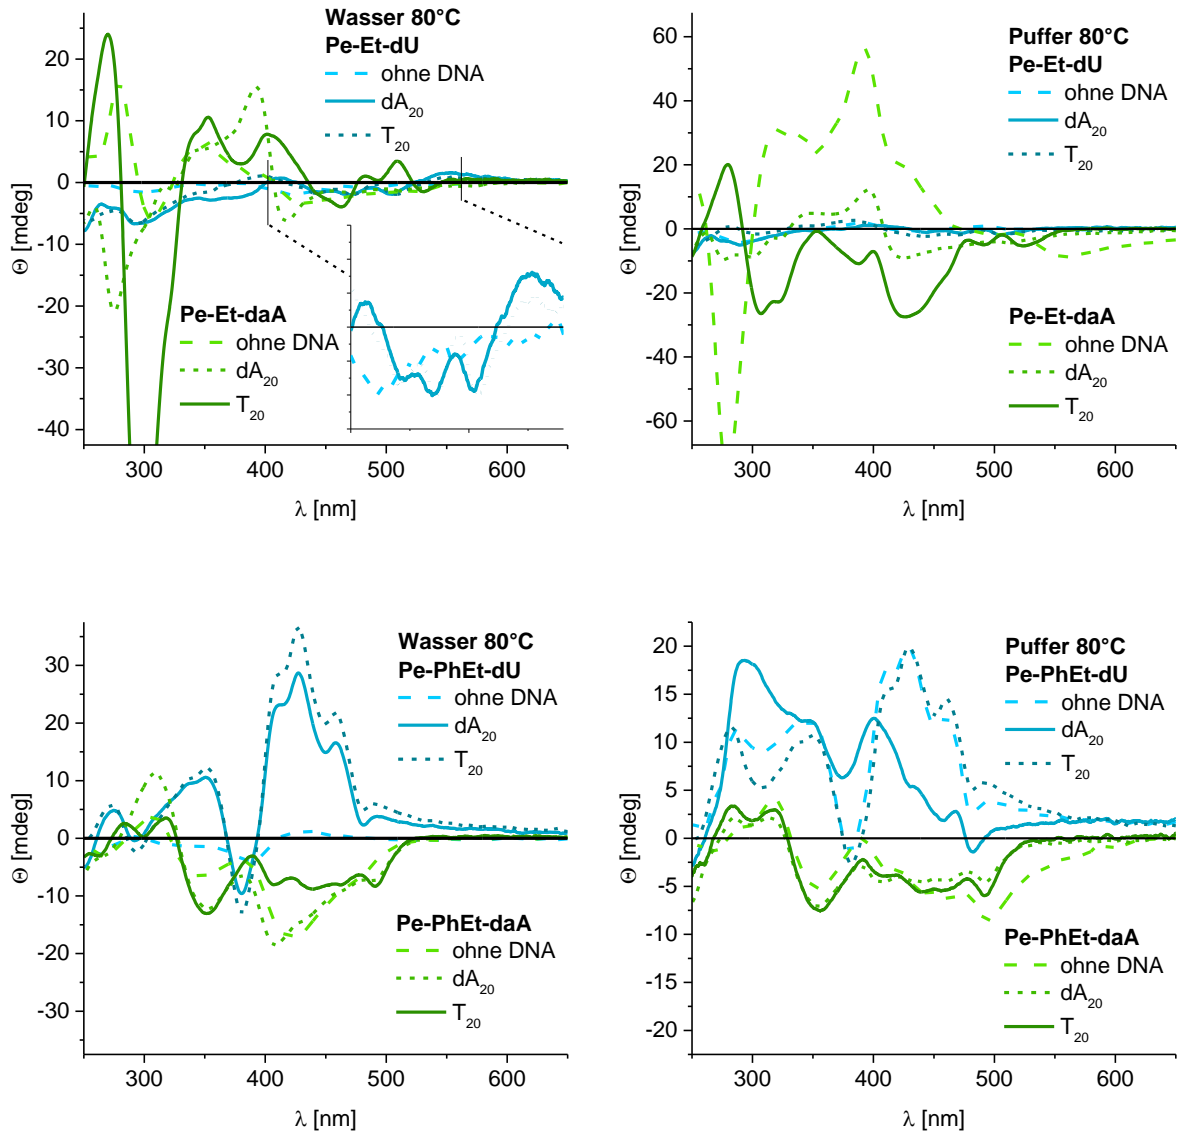 Wasser 80°C
Pe-Et-dU
ohne DNA
dA20
T20
Pe-Et-daA
ohne DNA
dA20
T20
20
10
0
-10
-20
-30
-40
Θ [mdeg]
300
400
500
600
λ [nm]
Puffer 80°C
Pe-Et-dU
ohne DNA
dA20
T20
Pe-Et-daA
ohne DNA
dA20
T20
60
40
20
0
-20
-40
-60
Θ [mdeg]
300
400
500
600
λ [nm]
Wasser 80°C
Pe-PhEt-dU
ohne DNA
dA20
T20
Pe-PhEt-daA
ohne DNA
dA20
T20
30
20
10
0
-10
-20
-30
Θ [mdeg]
300
400
500
600
λ [nm]
Puffer 80°C
Pe-PhEt-dU
ohne DNA
dA20
T20
Pe-PhEt-daA
ohne DNA
dA20
T20
20
15
10
5
0
-5
-10
-15
-20
Θ [mdeg]
300
400
500
600
λ [nm]